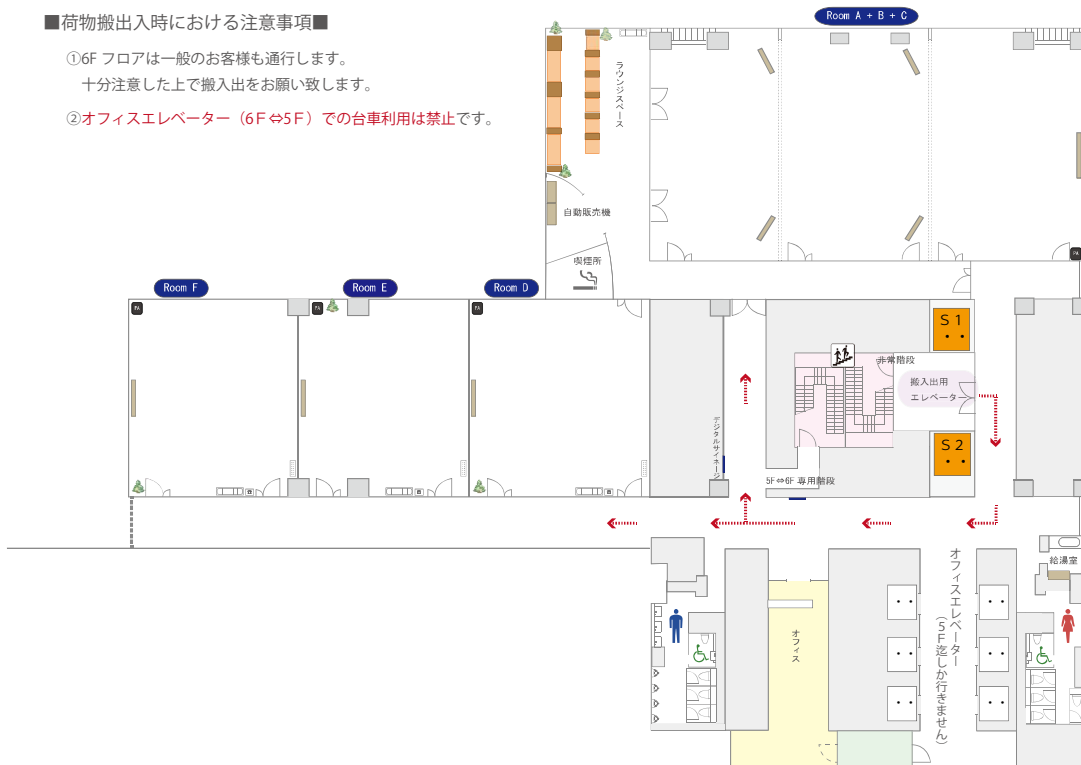 ■荷物搬出入時における注意事項■
①6F フロアは一般のお客様も通行します。
十分注意した上で搬入出をお願い致します。
②オフィスエレベーター（6Ｆ⇔5Ｆ）での台車利用は禁止です。
Room A + B + C
ラウンジスペース
自動販売機
喫煙所
Room F
Room E
Room D
PA
PA
PA
PA
S 1
非常階段
搬入出用
エレベーター
S 2
デジタルサイネージ
5F⇔6F 専用階段
オフィスエレベーター
（5Ｆ迄しか行きません）
給湯室
オフィス